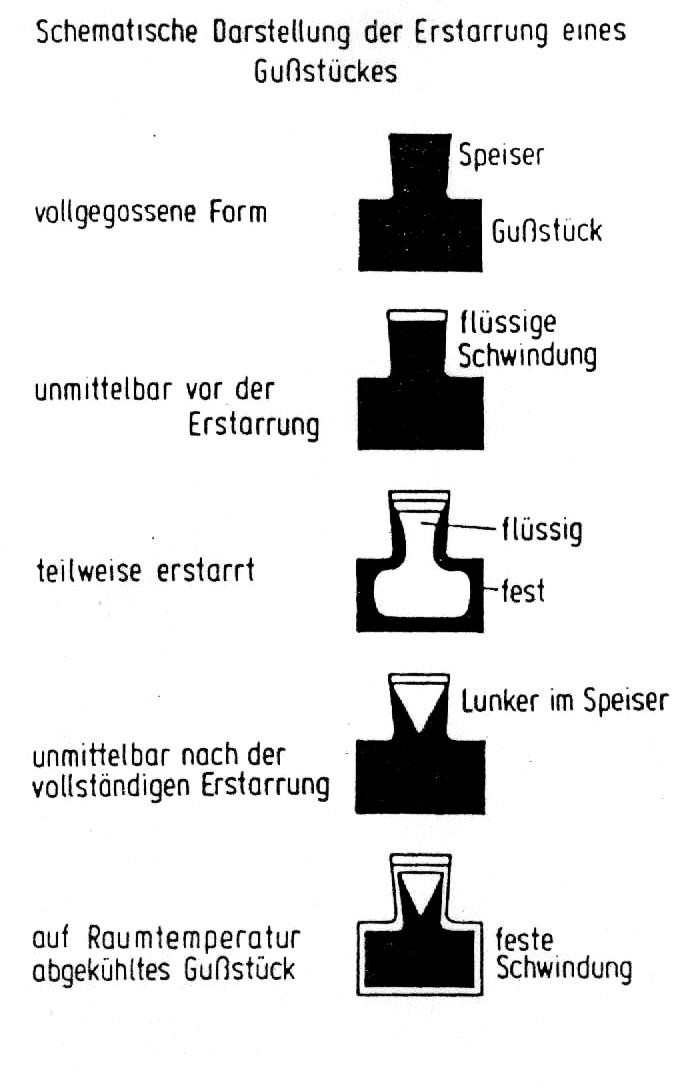 Schematische Darstellung der Erstarrung eines
Gußstückes
Speiser
vollgegossene Form
Gußstück
flüssige
Schwindung
unmittelbar vor der
Erstarrung
flüssig
teilweise erstarrt
fest
Lunker im Speiser
unmittelbar nach der
vollständigen Erstarrung
auf Raumtemperatur
abgekühltes Gußstück
feste
Schwindung